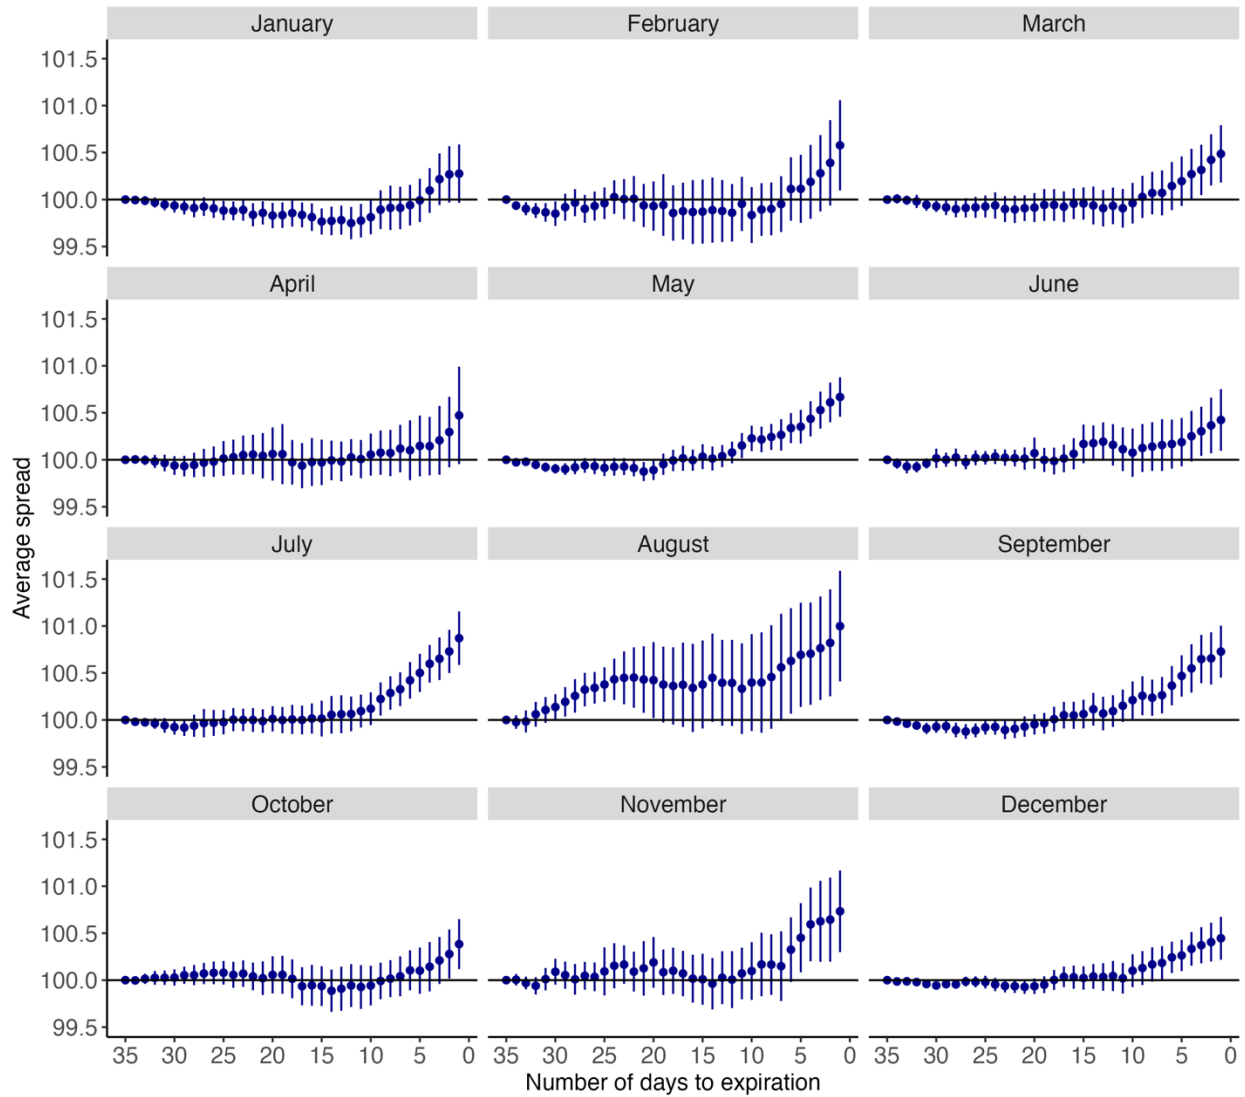 January February March
101.5
101.0
100.5
100.0
99.5
April May June
101.5
101.0
100.5
100.0
99.5
Average spread
July August September
101.5
101.0
100.5
100.0
99.5
October November December
101.5
101.0
100.5
100.0
99.5
35 30 25 20 15 10 5 0 35 30 25 20 15 10 5 0 35 30 25 20 15 10 5 0
Number of days to expiration